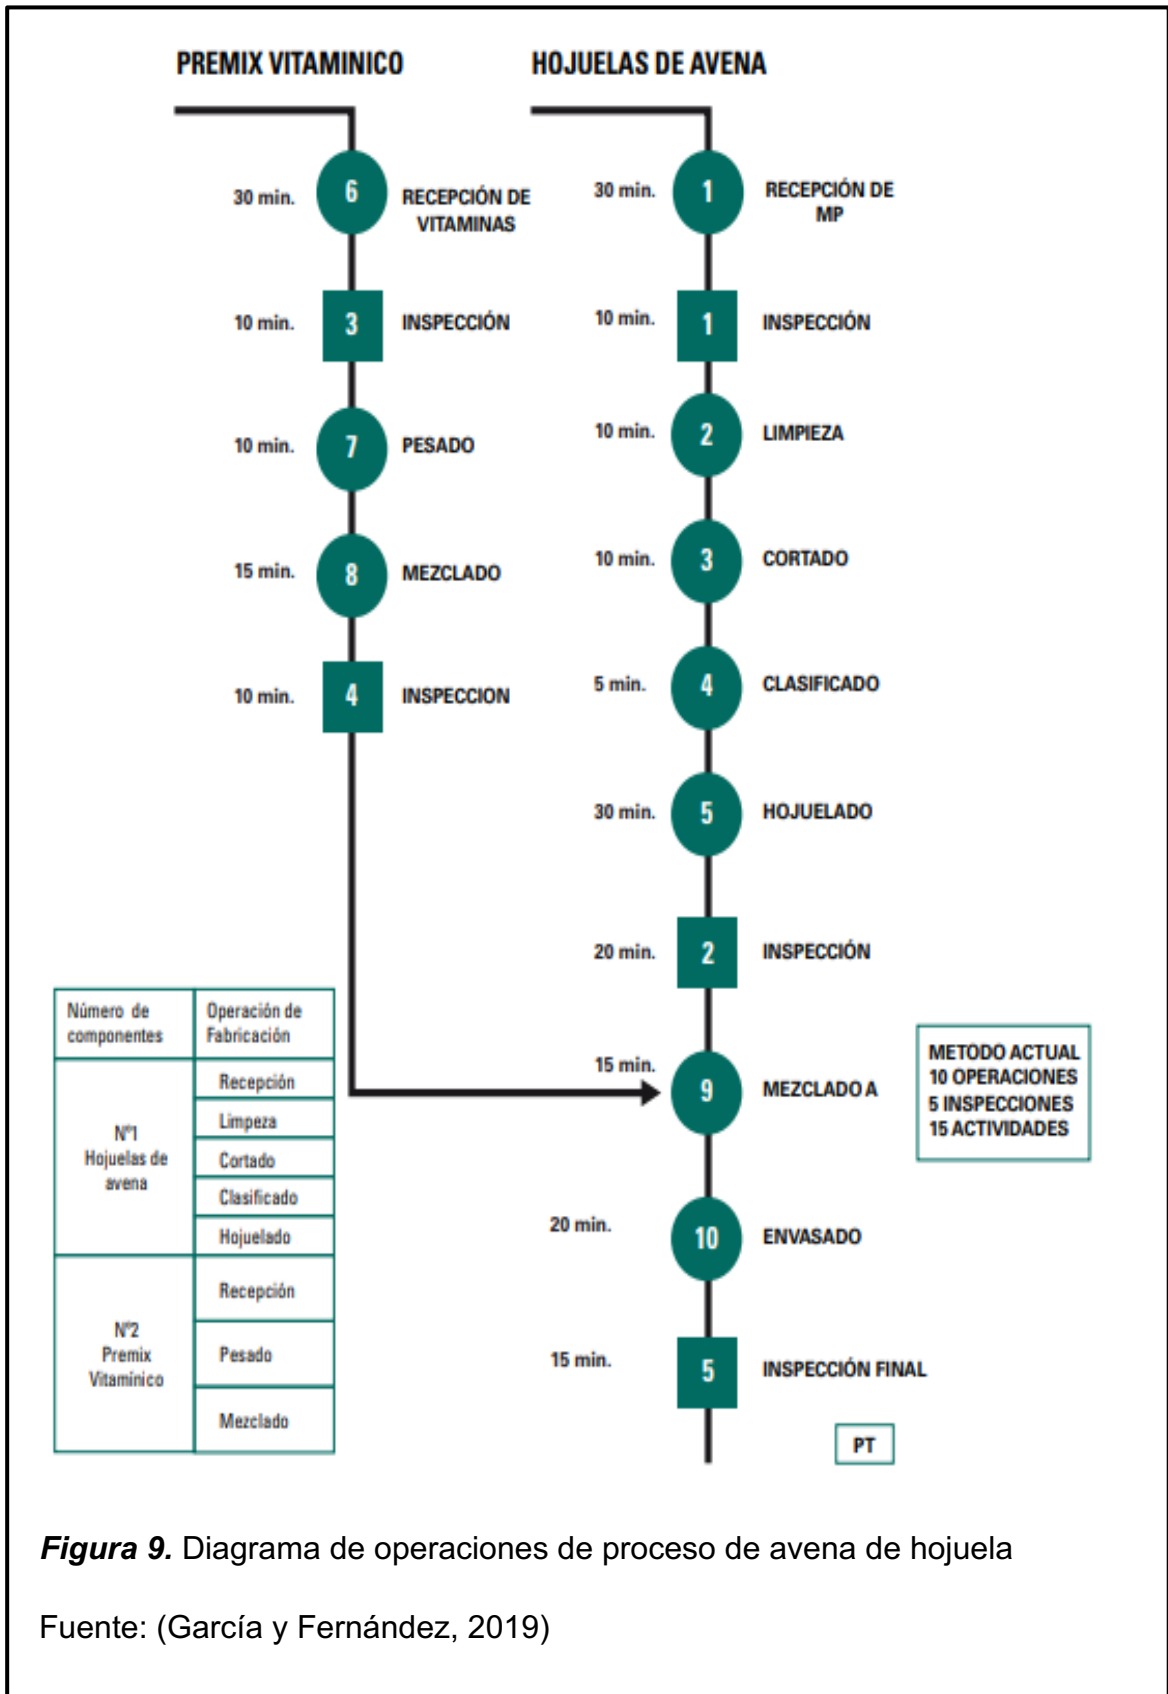 PREMIX VITAMINICO
30 min.
6
RECEPCIÓN DE
VITAMINAS
10 min.
3
INSPECCIÓN
10 min.
7
PESADO
15 min.
8
MEZCLADO
10 min.
4
INSPECCION
HOJUELAS DE AVENA
30 min.
1
RECEPCIÓN DE
MP
10 min.
1
INSPECCIÓN
10 min.
2
LIMPIEZA
10 min.
3
CORTADO
5 min.
4
CLASIFICADO
30 min.
5
HOJUELADO
20 min.
2
INSPECCIÓN
15 min.
9
MEZCLADO A
20 min.
10
ENVASADO
15 min.
5
INSPECCIÓN FINAL
PT
Número de
componentes
Operación de
Fabricación
Nº1
Hojuelas de
avena
Recepción
Limpeza
Cortado
Clasificado
Hojuelado
Nº2
Premix
Vitamínico
Recepción
Pesado
Mezclado
METODO ACTUAL
10 OPERACIONES
5 INSPECCIONES
15 ACTIVIDADES
Figura 9. Diagrama de operaciones de proceso de avena de hojuela
Fuente: (García y Fernández, 2019)